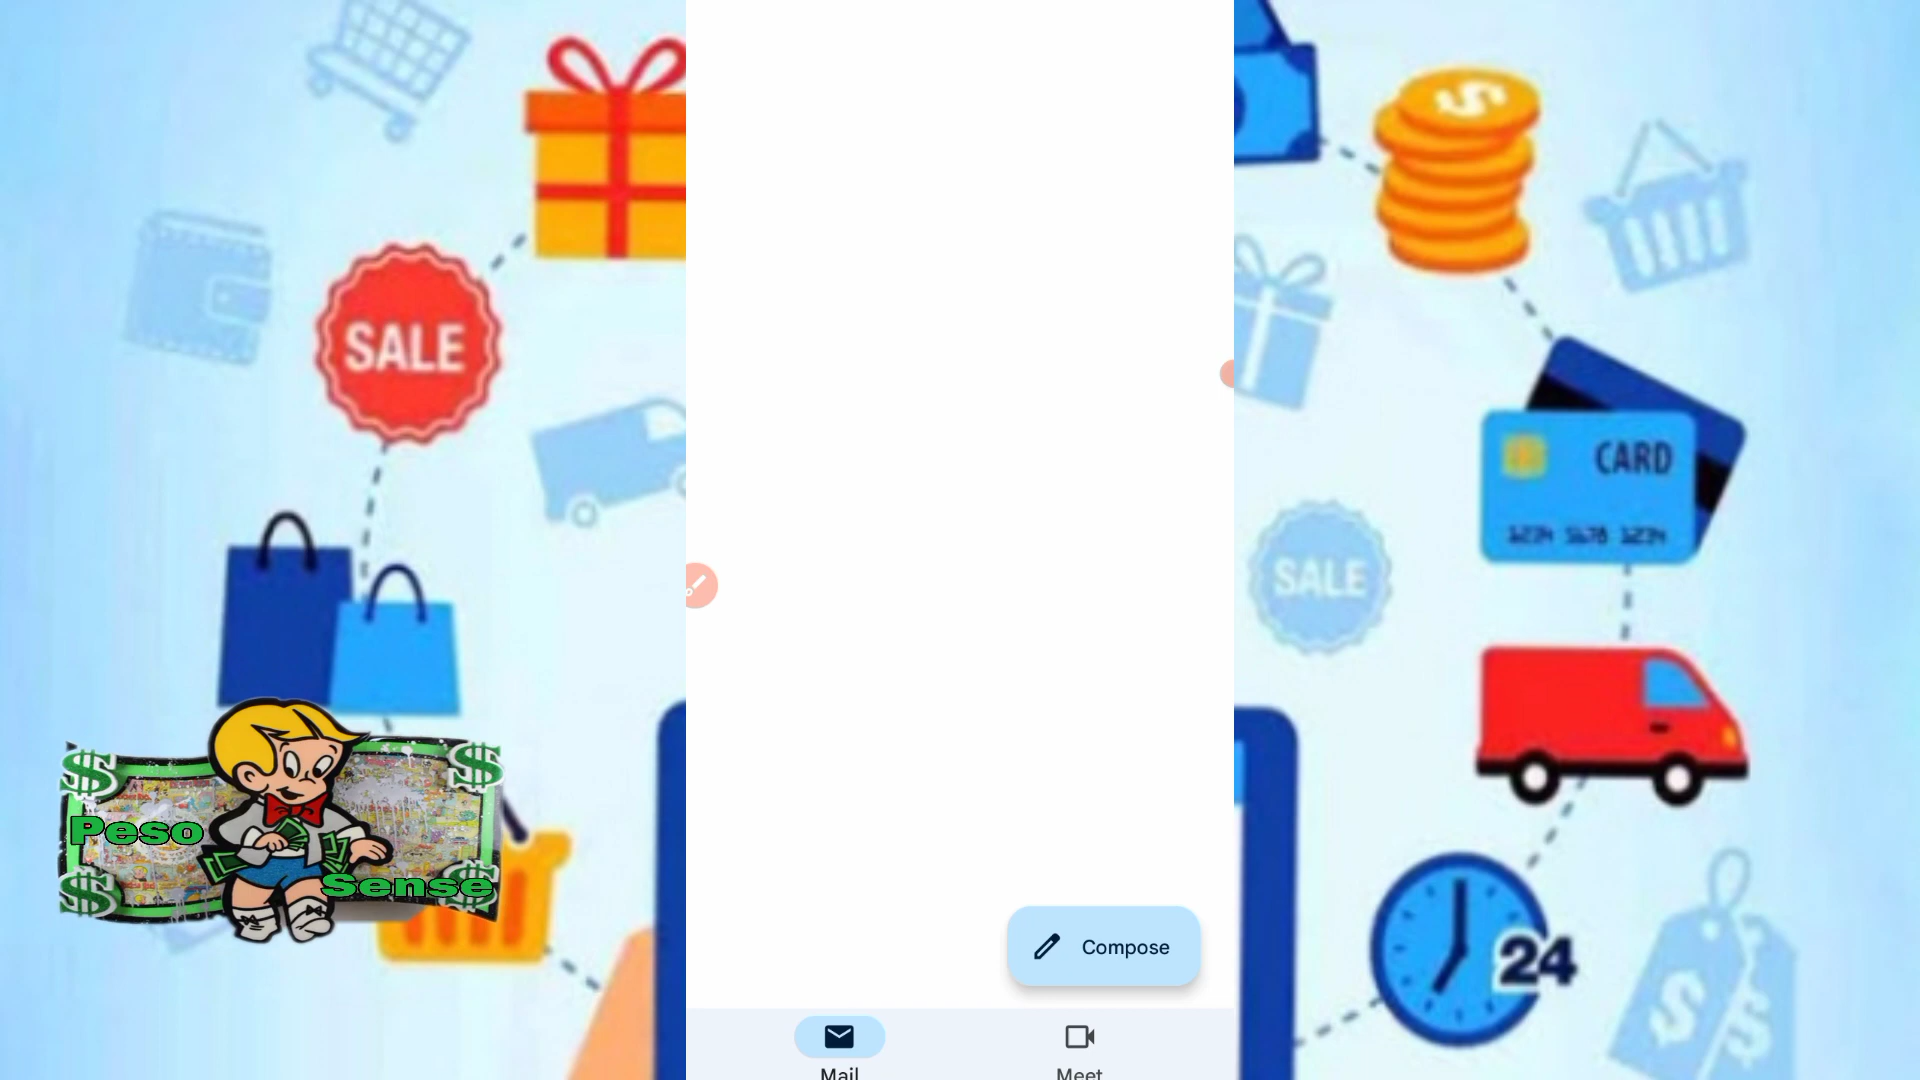 $
SALE
CARD
1234 5678 1234
SALE
$ $
Peso
Sense
$ $
Compose
24
$ $
Mail
Meet